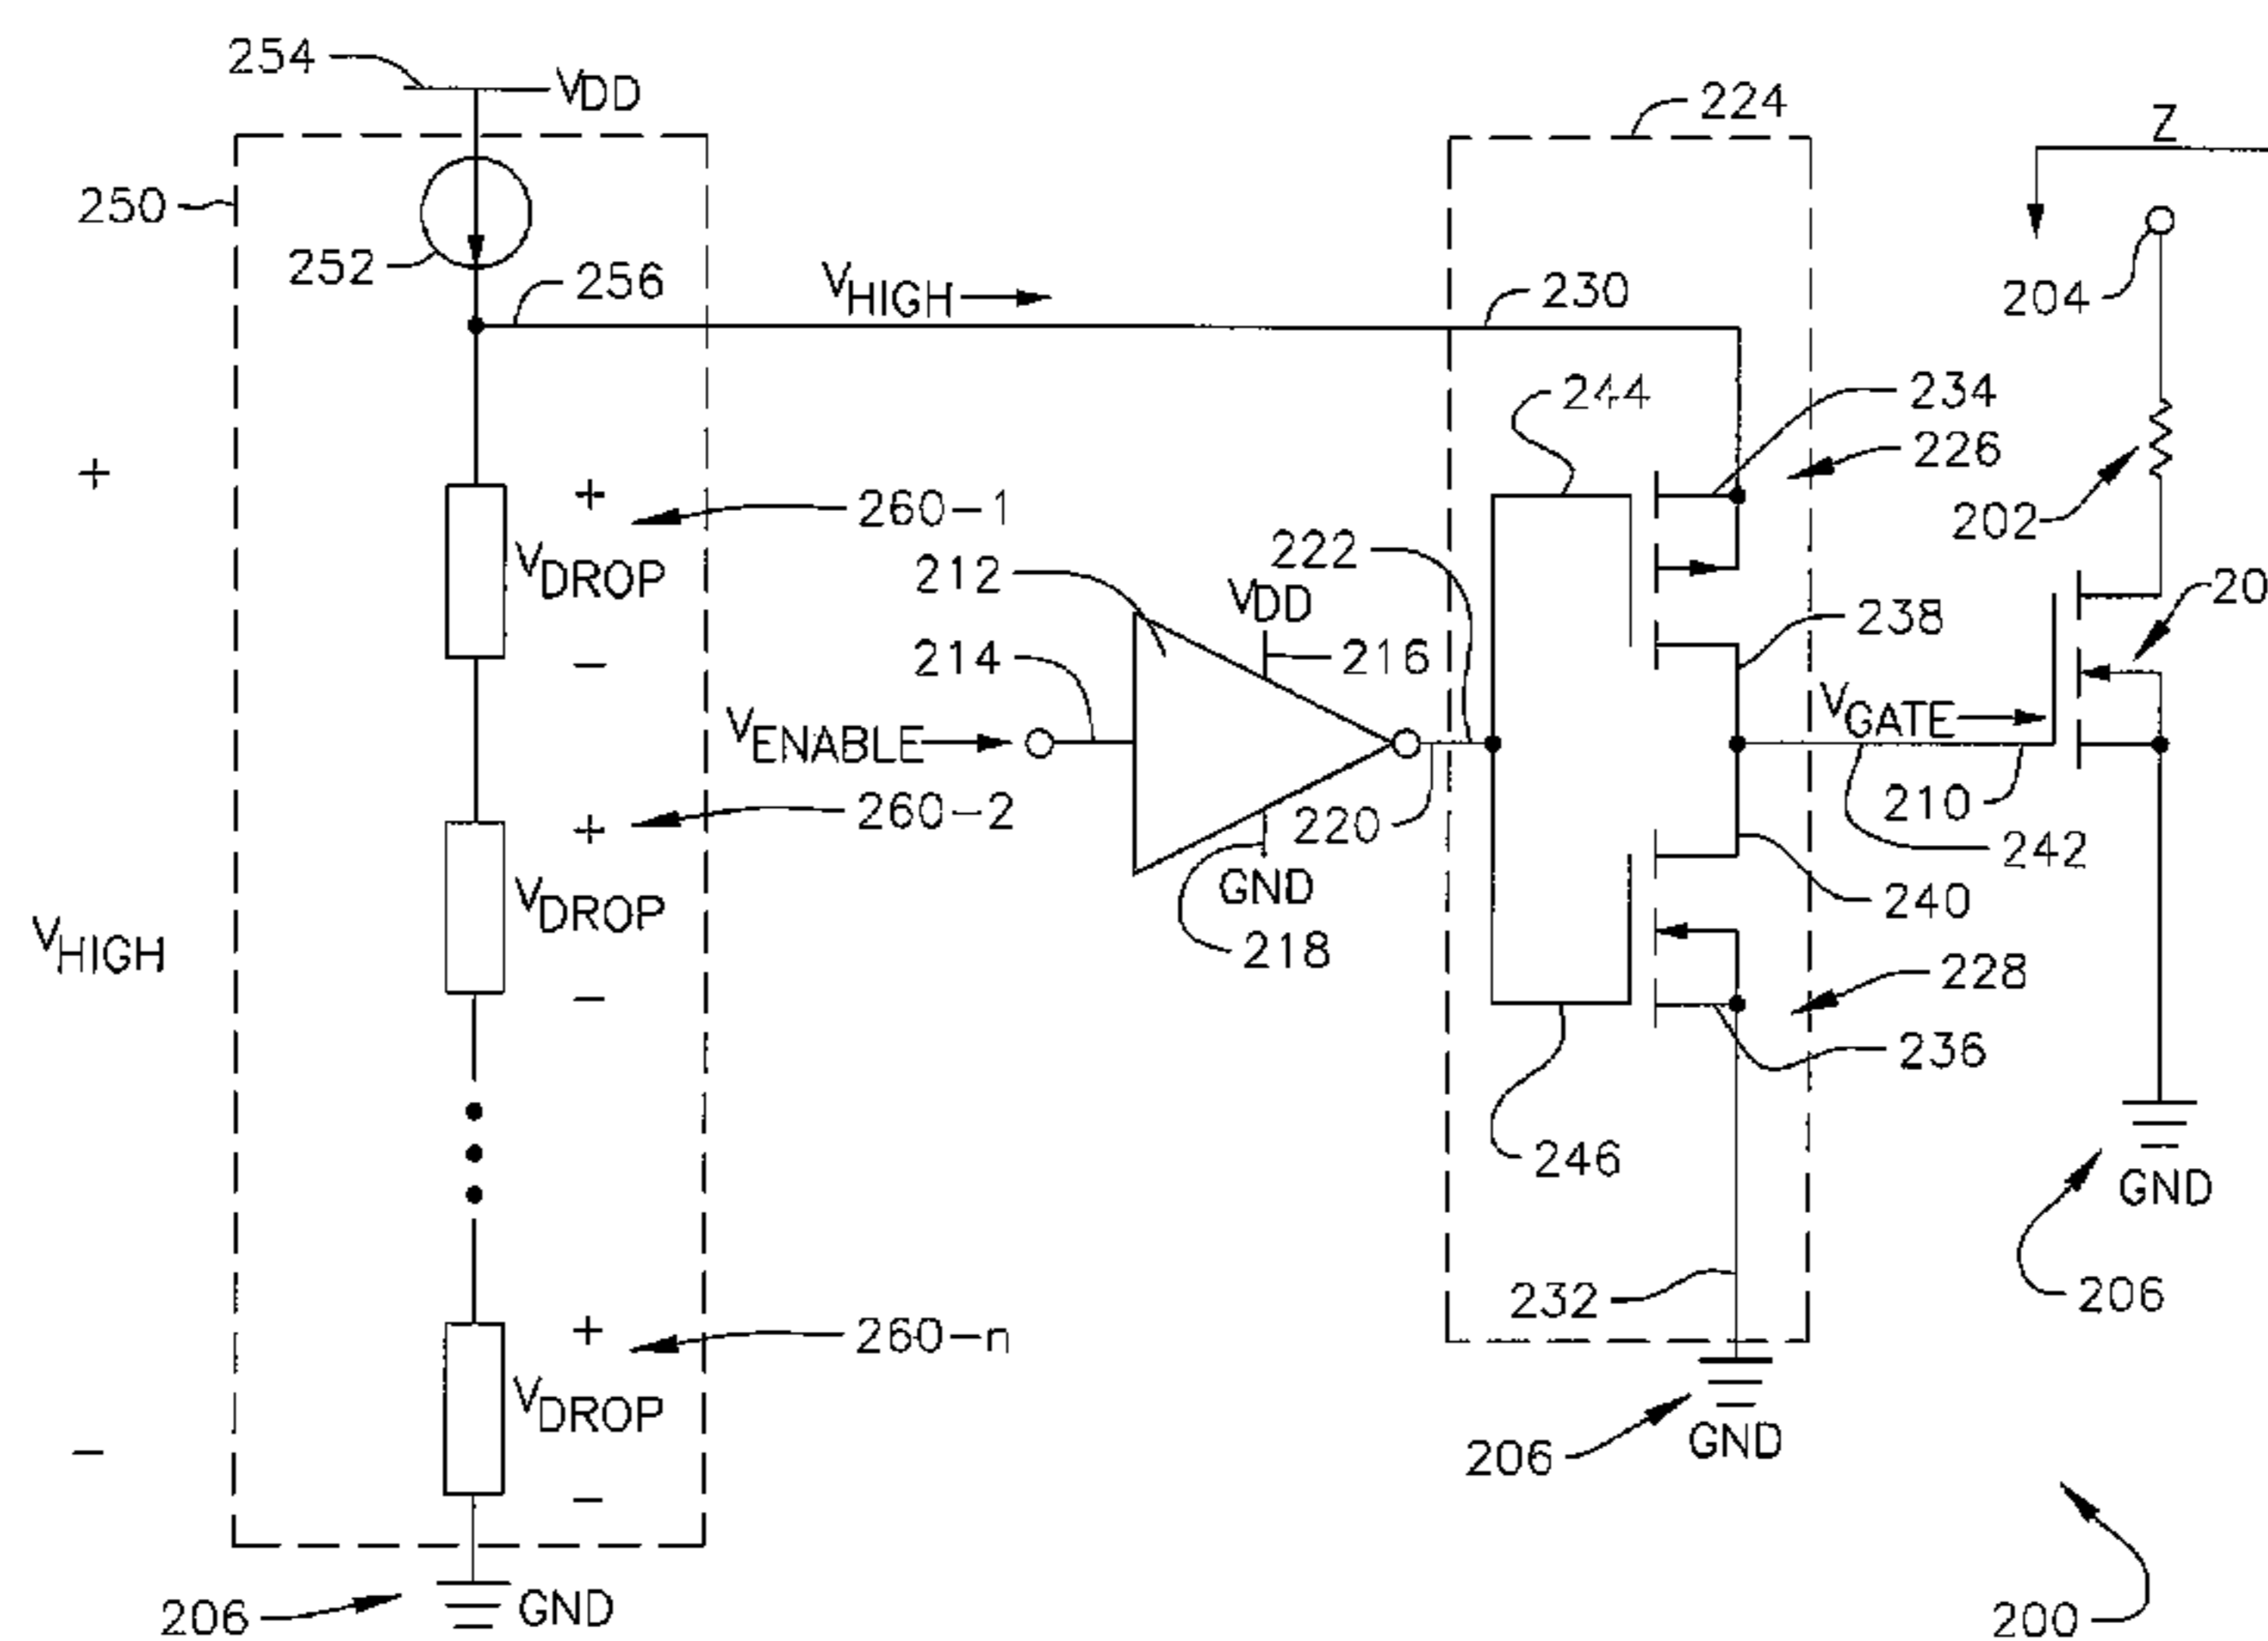 254
VDD
224
Z
250
252
256
VHIGH
230
204
244
234
226
+
+
260-1
202
VDROP
212
222
VDD
20
238
214
216
−
VGATE
VENABLE
+
260-2
220
210
242
VDROP
GND
240
VHIGH
218
228
−
236
246
GND
206
232
+
260-n
VDROP
−
206
GND
−
206
GND
200